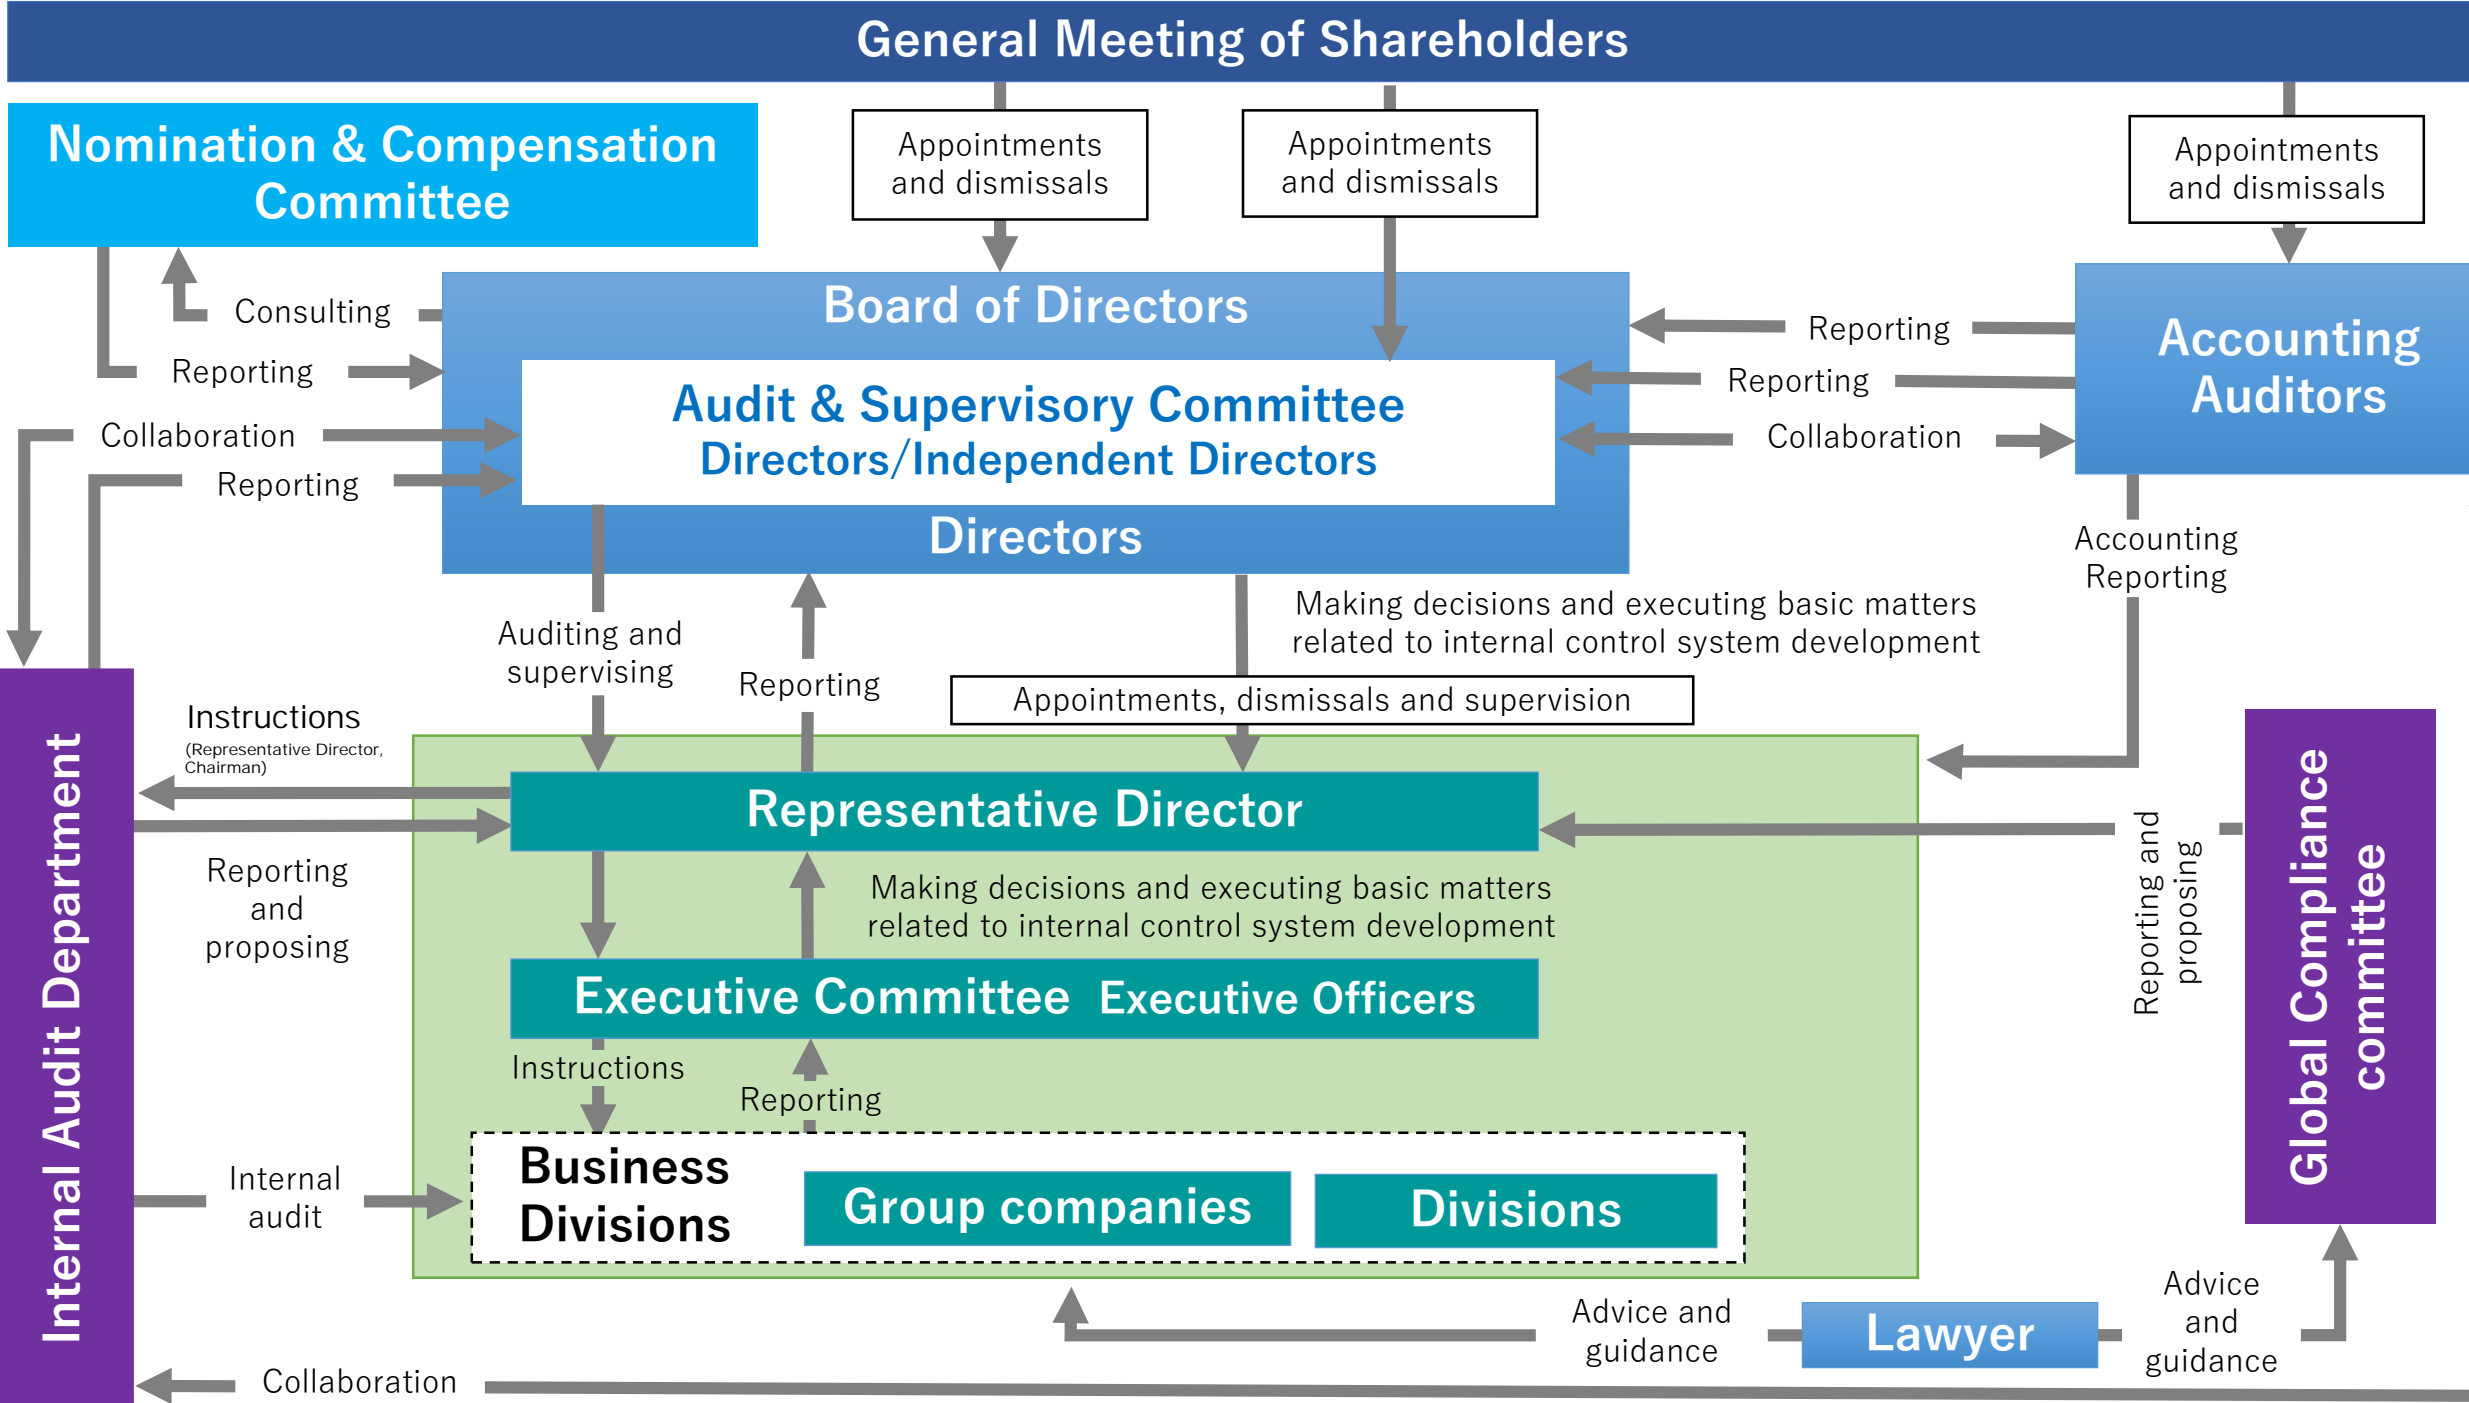 General Meeting of Shareholders
Nomination & Compensation
Committee
Appointments
and dismissals
Appointments
and dismissals
Appointments
and dismissals
Consulting
Reporting
Collaboration
Reporting
Board of Directors
Audit & Supervisory Committee
Directors/Independent Directors
Directors
Reporting
Reporting
Collaboration
Accounting
Auditors
Accounting
Reporting
Auditing and
supervising
Reporting
Making decisions and executing basic matters
related to internal control system development
Appointments, dismissals and supervision
Internal Audit Department
Instructions
(Representative Director,
Chairman)
Reporting
and
proposing
Representative Director
Making decisions and executing basic matters
related to internal control system development
Reporting and
proposing
Global Compliance
committee
Executive Committee Executive Officers
Instructions
Reporting
Internal
audit
Business
Divisions
Group companies
Divisions
Advice and
guidance
Lawyer
Advice
and
guidance
Collaboration